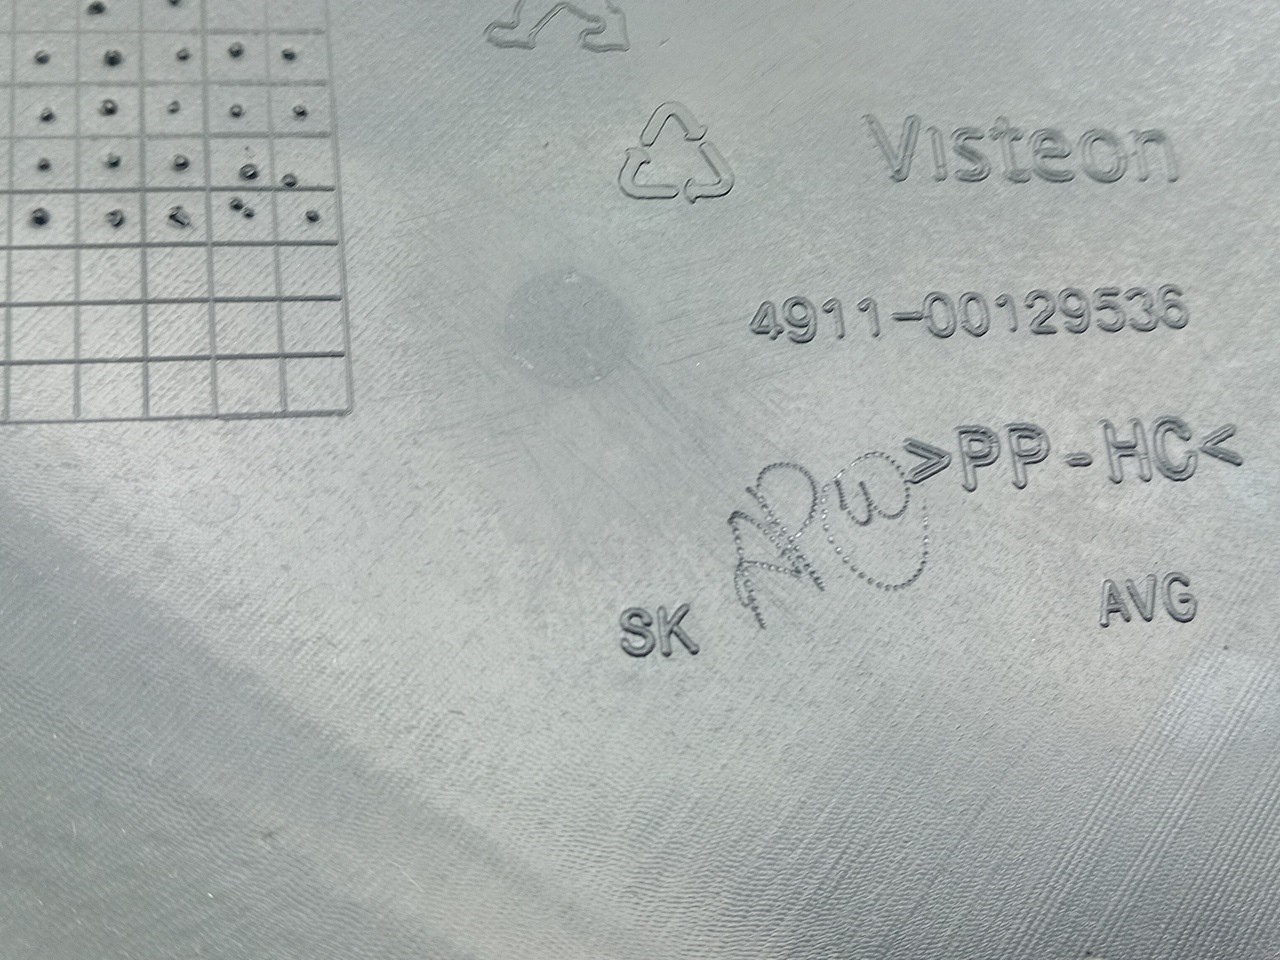 Visteon
4911-00129536
>PP-HC<
SK
AVG